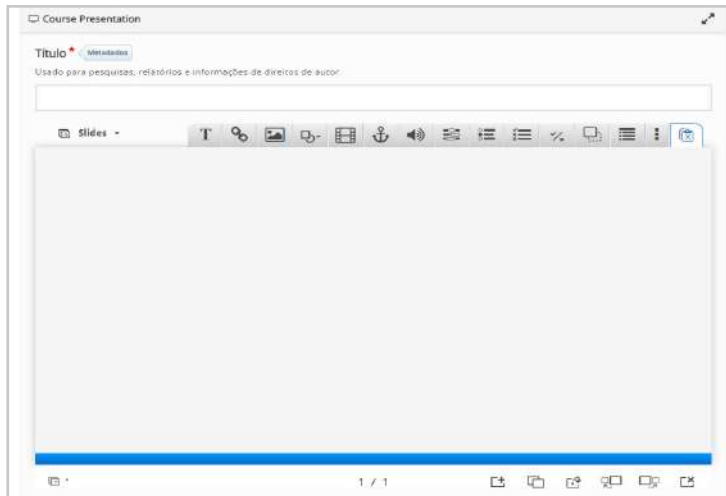 Course Presentation
Título * Metadados
Usado para pesquisas, relatórios e informações de direitos de autor
Slides
T
1 / 1